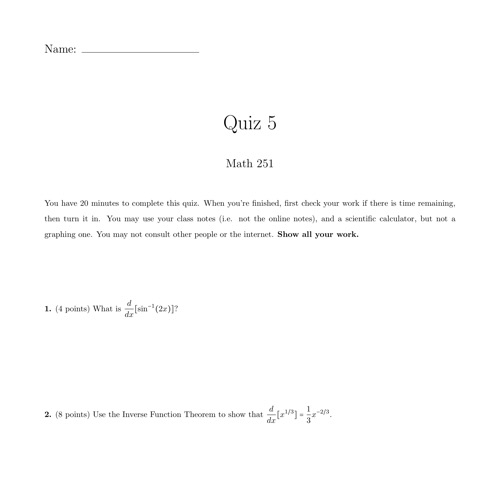 Name:
Quiz 5
Math 251
You have 20 minutes to complete this quiz. When you're finished, first check your work if there is time remaining,
then turn it in. You may use your class notes (i.e. not the online notes), and a scientific calculator, but not a
graphing one. You may not consult other people or the internet. Show all your work.
1. (4 points) What is d/dx[sin⁻¹(2x)]?
2. (8 points) Use the Inverse Function Theorem to show that d/dx[x^{1/3}] = 1/3 x^{-2/3}.